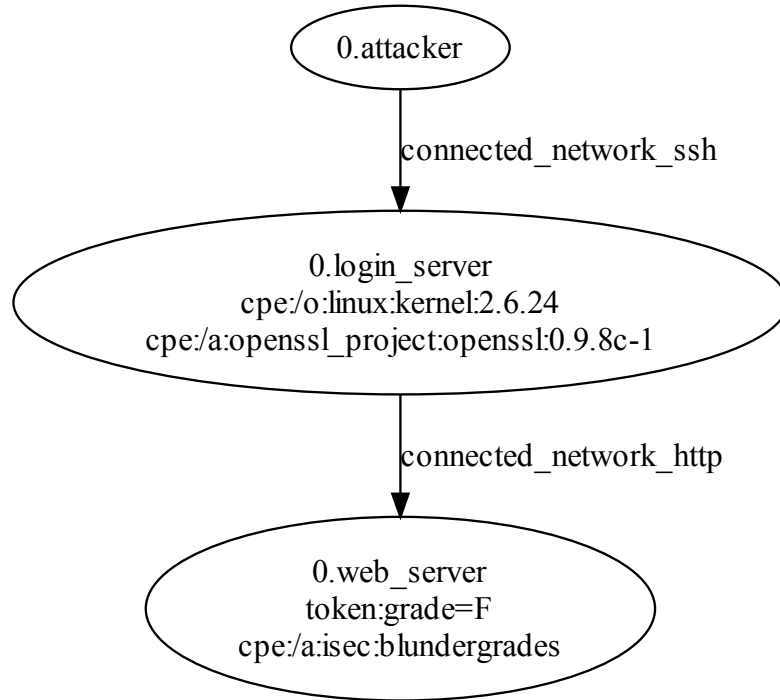 0.attacker
connected_network_ssh
0.login_server
cpe:/o:linux:kernel:2.6.24
cpe:/a:openssl_project:openssl:0.9.8c-1
connected_network_http
0.web_server
token:grade=F
cpe:/a:isec:blundergrades